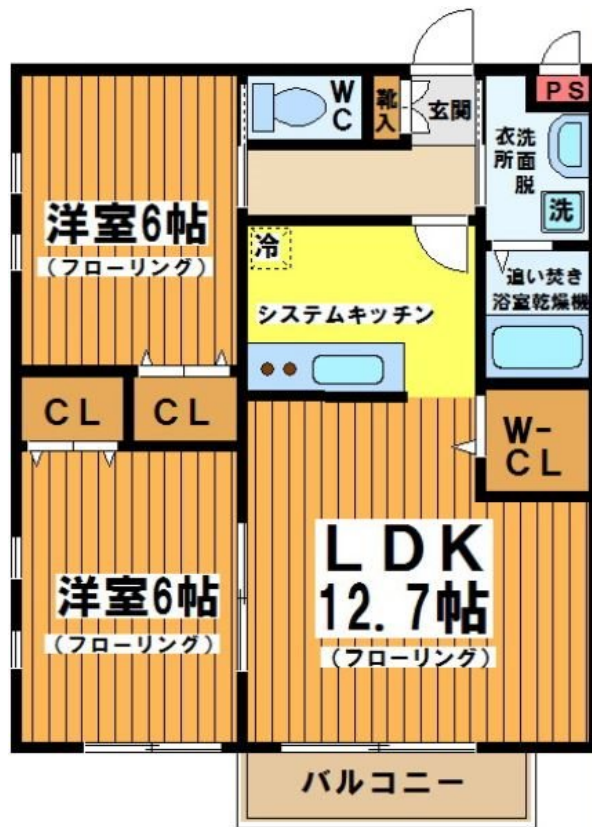 WC
靴入
玄関
PS
洗面脱衣所
洗
洋室6帖
(フローリング)
冷
システムキッチン
追い焚き
浴室乾燥機
CL
CL
W-
CL
洋室6帖
(フローリング)
LDK
12.7帖
(フローリング)
バルコニー